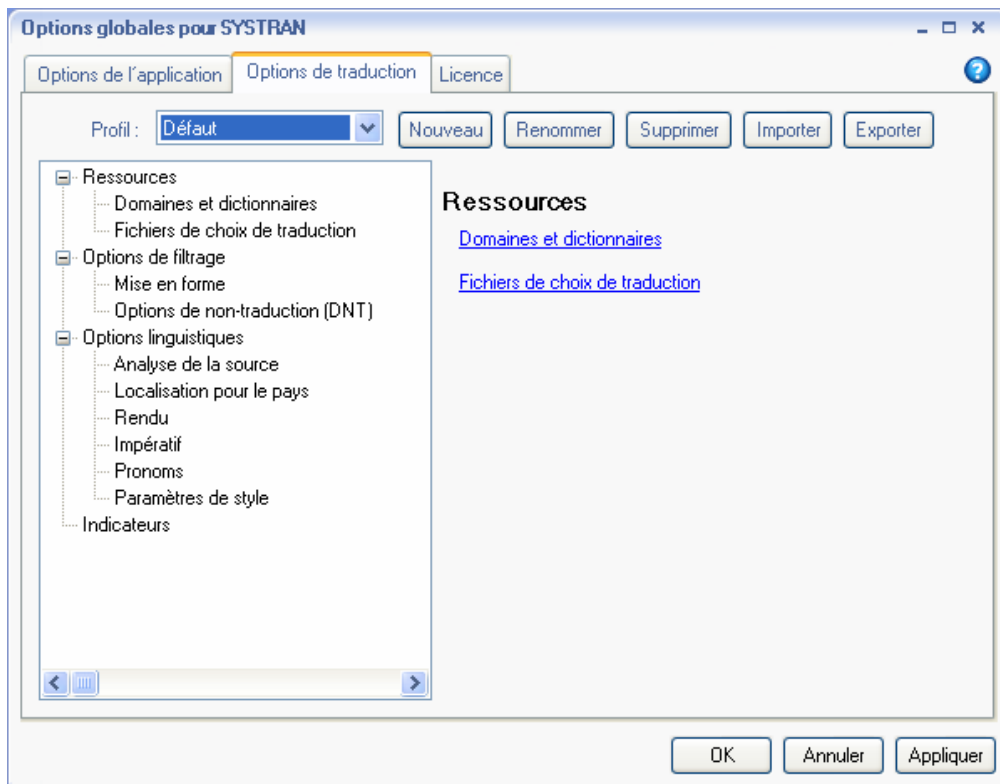 Options globales pour SYSTRAN
Options de l'application Options de traduction Licence
Profil : Défaut Nouveau Renommer Supprimer Importer Exporter
Ressources
Domaines et dictionnaires
Fichiers de choix de traduction
Options de filtrage
Mise en forme
Options de non-traduction (DNT)
Options linguistiques
Analyse de la source
Localisation pour le pays
Rendu
Impératif
Pronoms
Paramètres de style
Indicateurs
Ressources
Domaines et dictionnaires
Fichiers de choix de traduction
OK Annuler Appliquer